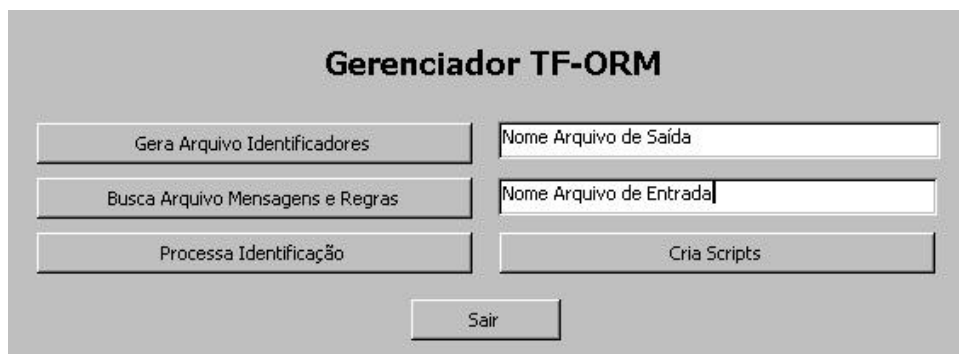 Gerenciador TF-ORM
Gera Arquivo Identificadores
Nome Arquivo de Saída
Busca Arquivo Mensagens e Regras
Nome Arquivo de Entrada
Processa Identificação
Cria Scripts
Sair